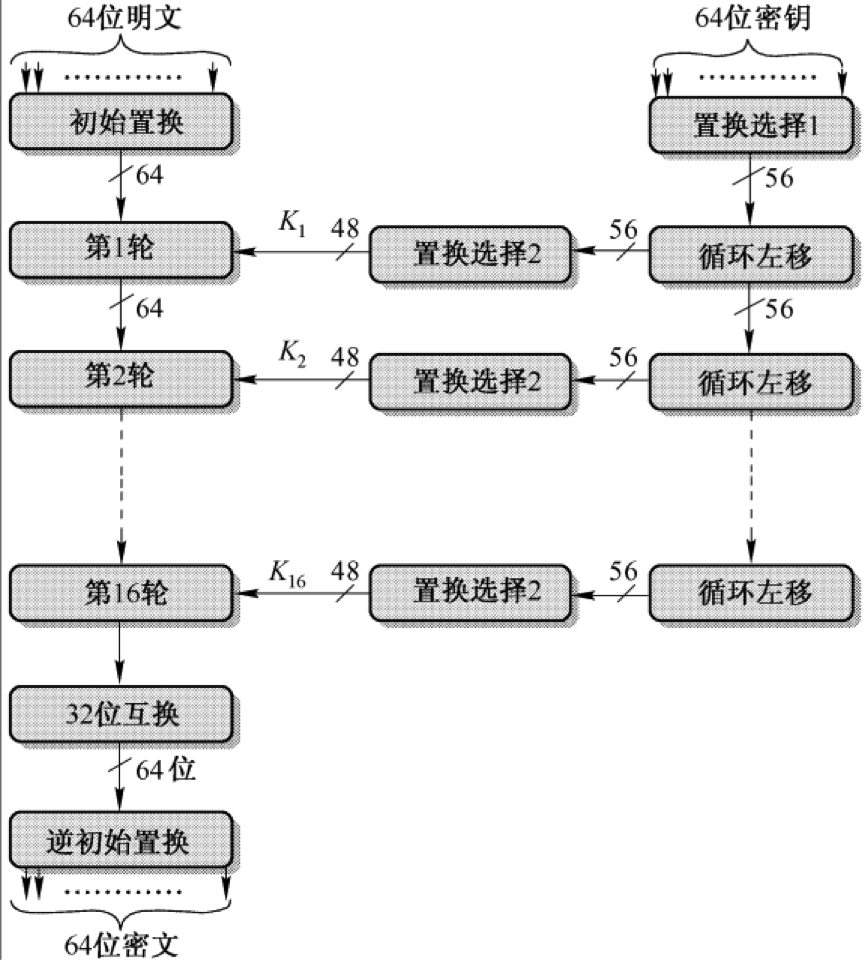 64位明文
64位密钥
初始置换
置换选择1
64
56
第1轮
K1
48
置换选择2
56
循环左移
64
56
第2轮
K2
48
置换选择2
56
循环左移
第16轮
K16
48
置换选择2
56
循环左移
32位互换
64位
逆初始置换
64位密文